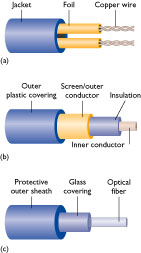 Jacket Foil Copper wire
(a)
Outer
plastic covering
Screen/outer
conductor
Insulation
Inner conductor
(b)
Protective
outer sheath
Glass
covering
Optical
fiber
(c)